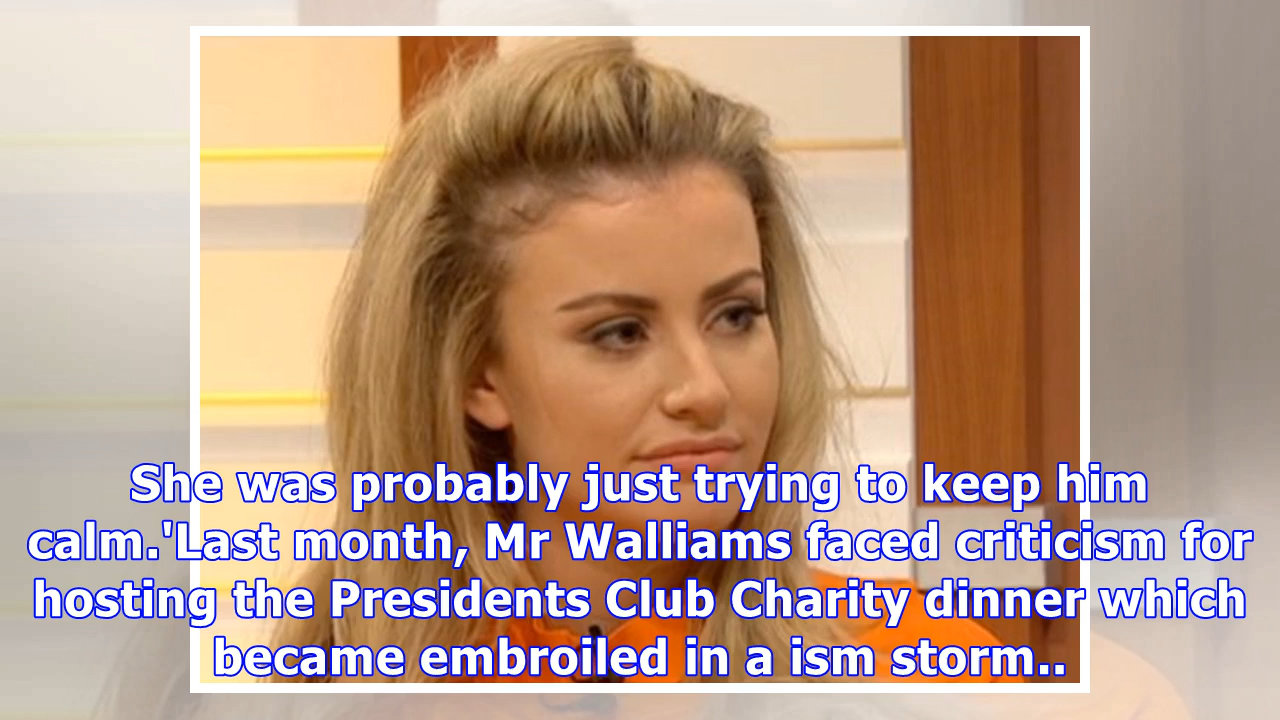 She was probably just trying to keep him
calm.'Last month, Mr Walliams faced criticism for
hosting the Presidents Club Charity dinner which
became embroiled in a ism storm..